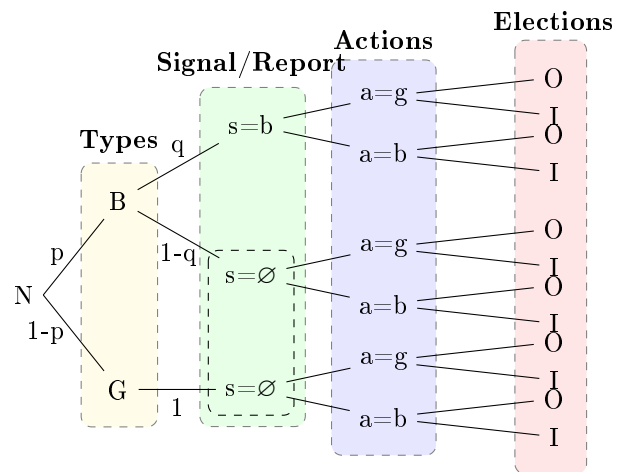 Elections
Actions
Signal/Report
Types
N
p
1-p
B
G
q
1-q
1
s=b
s=∅
s=∅
a=g
a=b
a=g
a=b
a=g
a=b
O
I
O
I
O
I
O
I
O
I
O
I